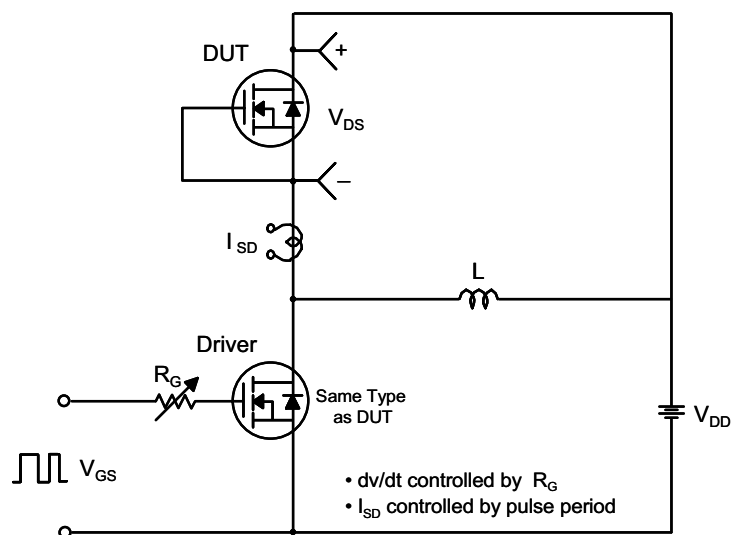 DUT
+
V_DS
–
I_SD
L
Driver
R_G
Same Type
as DUT
V_DD
V_GS
• dv/dt controlled by R_G
• I_SD controlled by pulse period